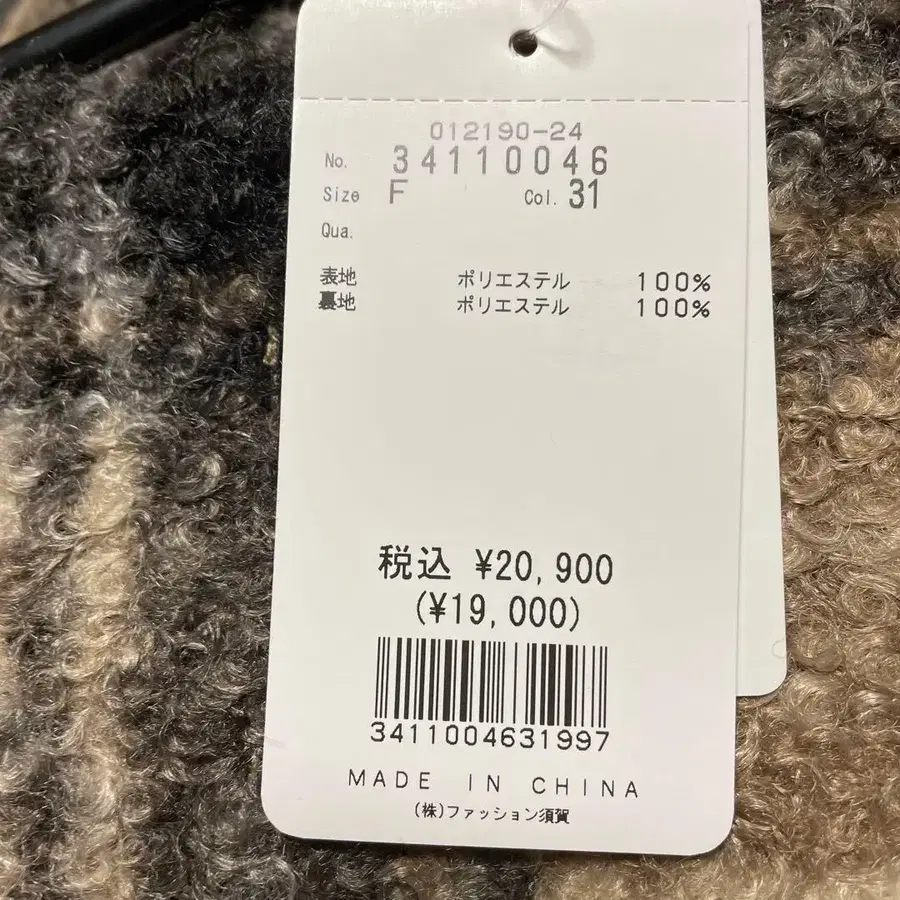 012190-24
No. 34110046
Size F Col. 31
Qua.
表地 ポリエステル 100%
裏地 ポリエステル 100%
税込 ¥20,900
(¥19,000)
3411004631997
MADE IN CHINA
(株)ファッション須賀